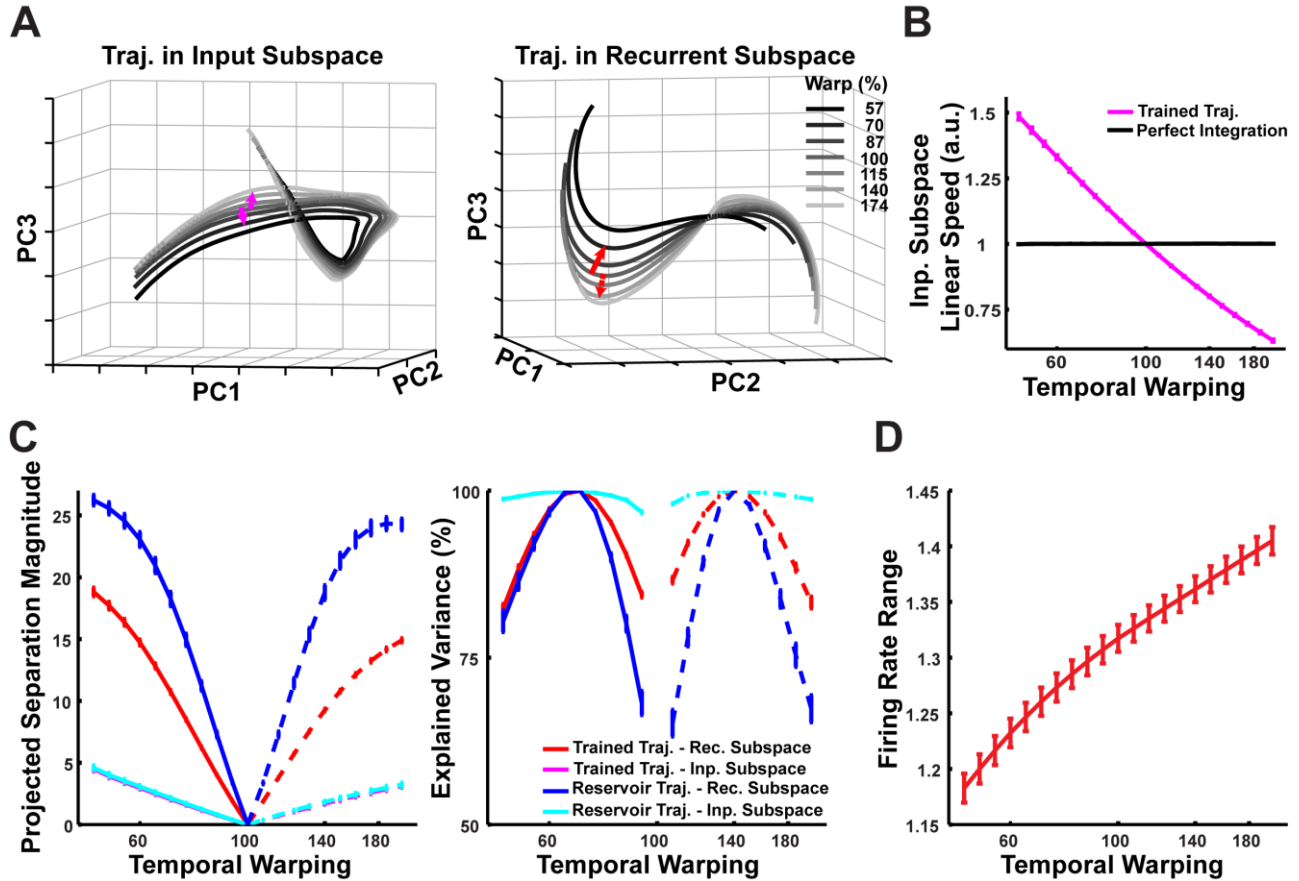 A
Traj. in Input Subspace
PC3
PC1
PC2
Traj. in Recurrent Subspace
Warp (%)
57
70
87
100
115
140
174
PC3
PC1
PC2
B
Inp. Subspace
Linear Speed (a.u.)
1.5
1.25
1
0.75
Trained Traj.
Perfect Integration
60
100
140
180
Temporal Warping
C
Projected Separation Magnitude
25
20
15
10
5
0
60
100
140
180
Temporal Warping
Explained Variance (%)
100
75
50
Trained Traj. - Rec. Subspace
Trained Traj. - Inp. Subspace
Reservoir Traj. - Rec. Subspace
Reservoir Traj. - Inp. Subspace
60
100
140
180
Temporal Warping
D
Firing Rate Range
1.45
1.4
1.35
1.3
1.25
1.2
1.15
60
100
140
180
Temporal Warping